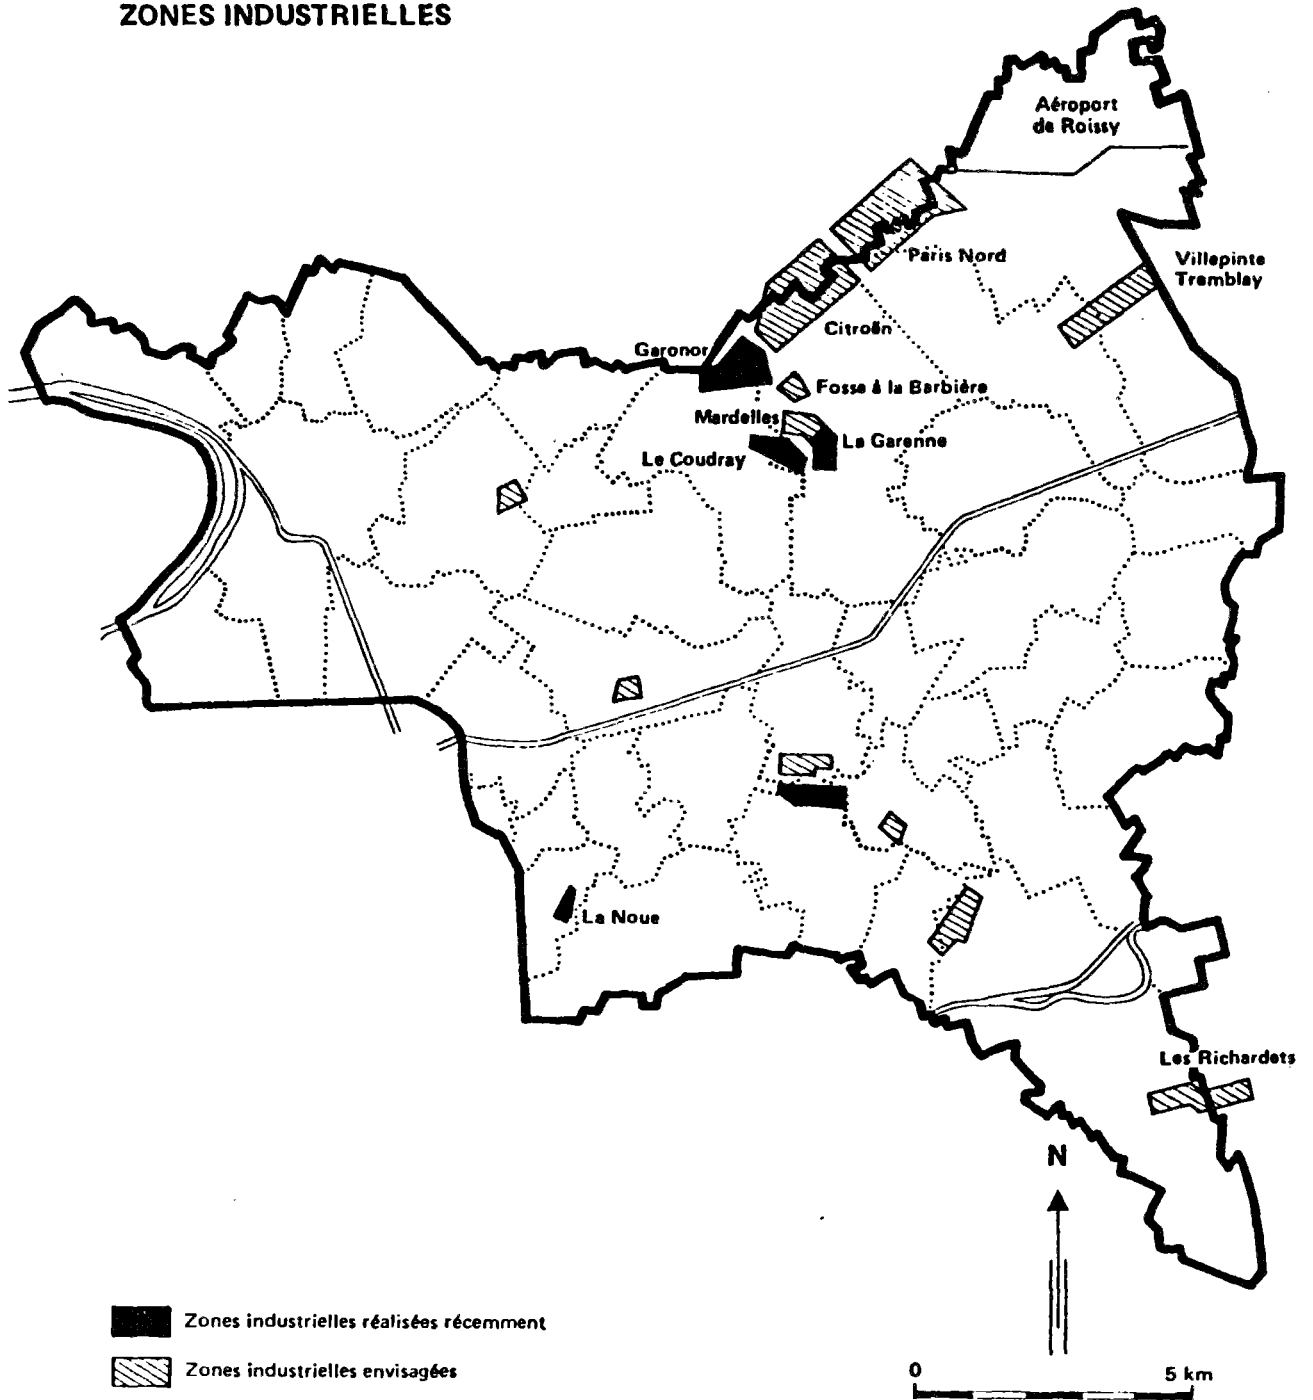 ZONES INDUSTRIELLES
Aéroport
de Roissy
Paris Nord
Villepinte
Tremblay
Citroën
Garonor
Fosse à la Barbière
Mardelles
La Garenne
Le Coudray
La Noue
Les Richardets
N
Zones industrielles réalisées récemment
Zones industrielles envisagées
0 5 km